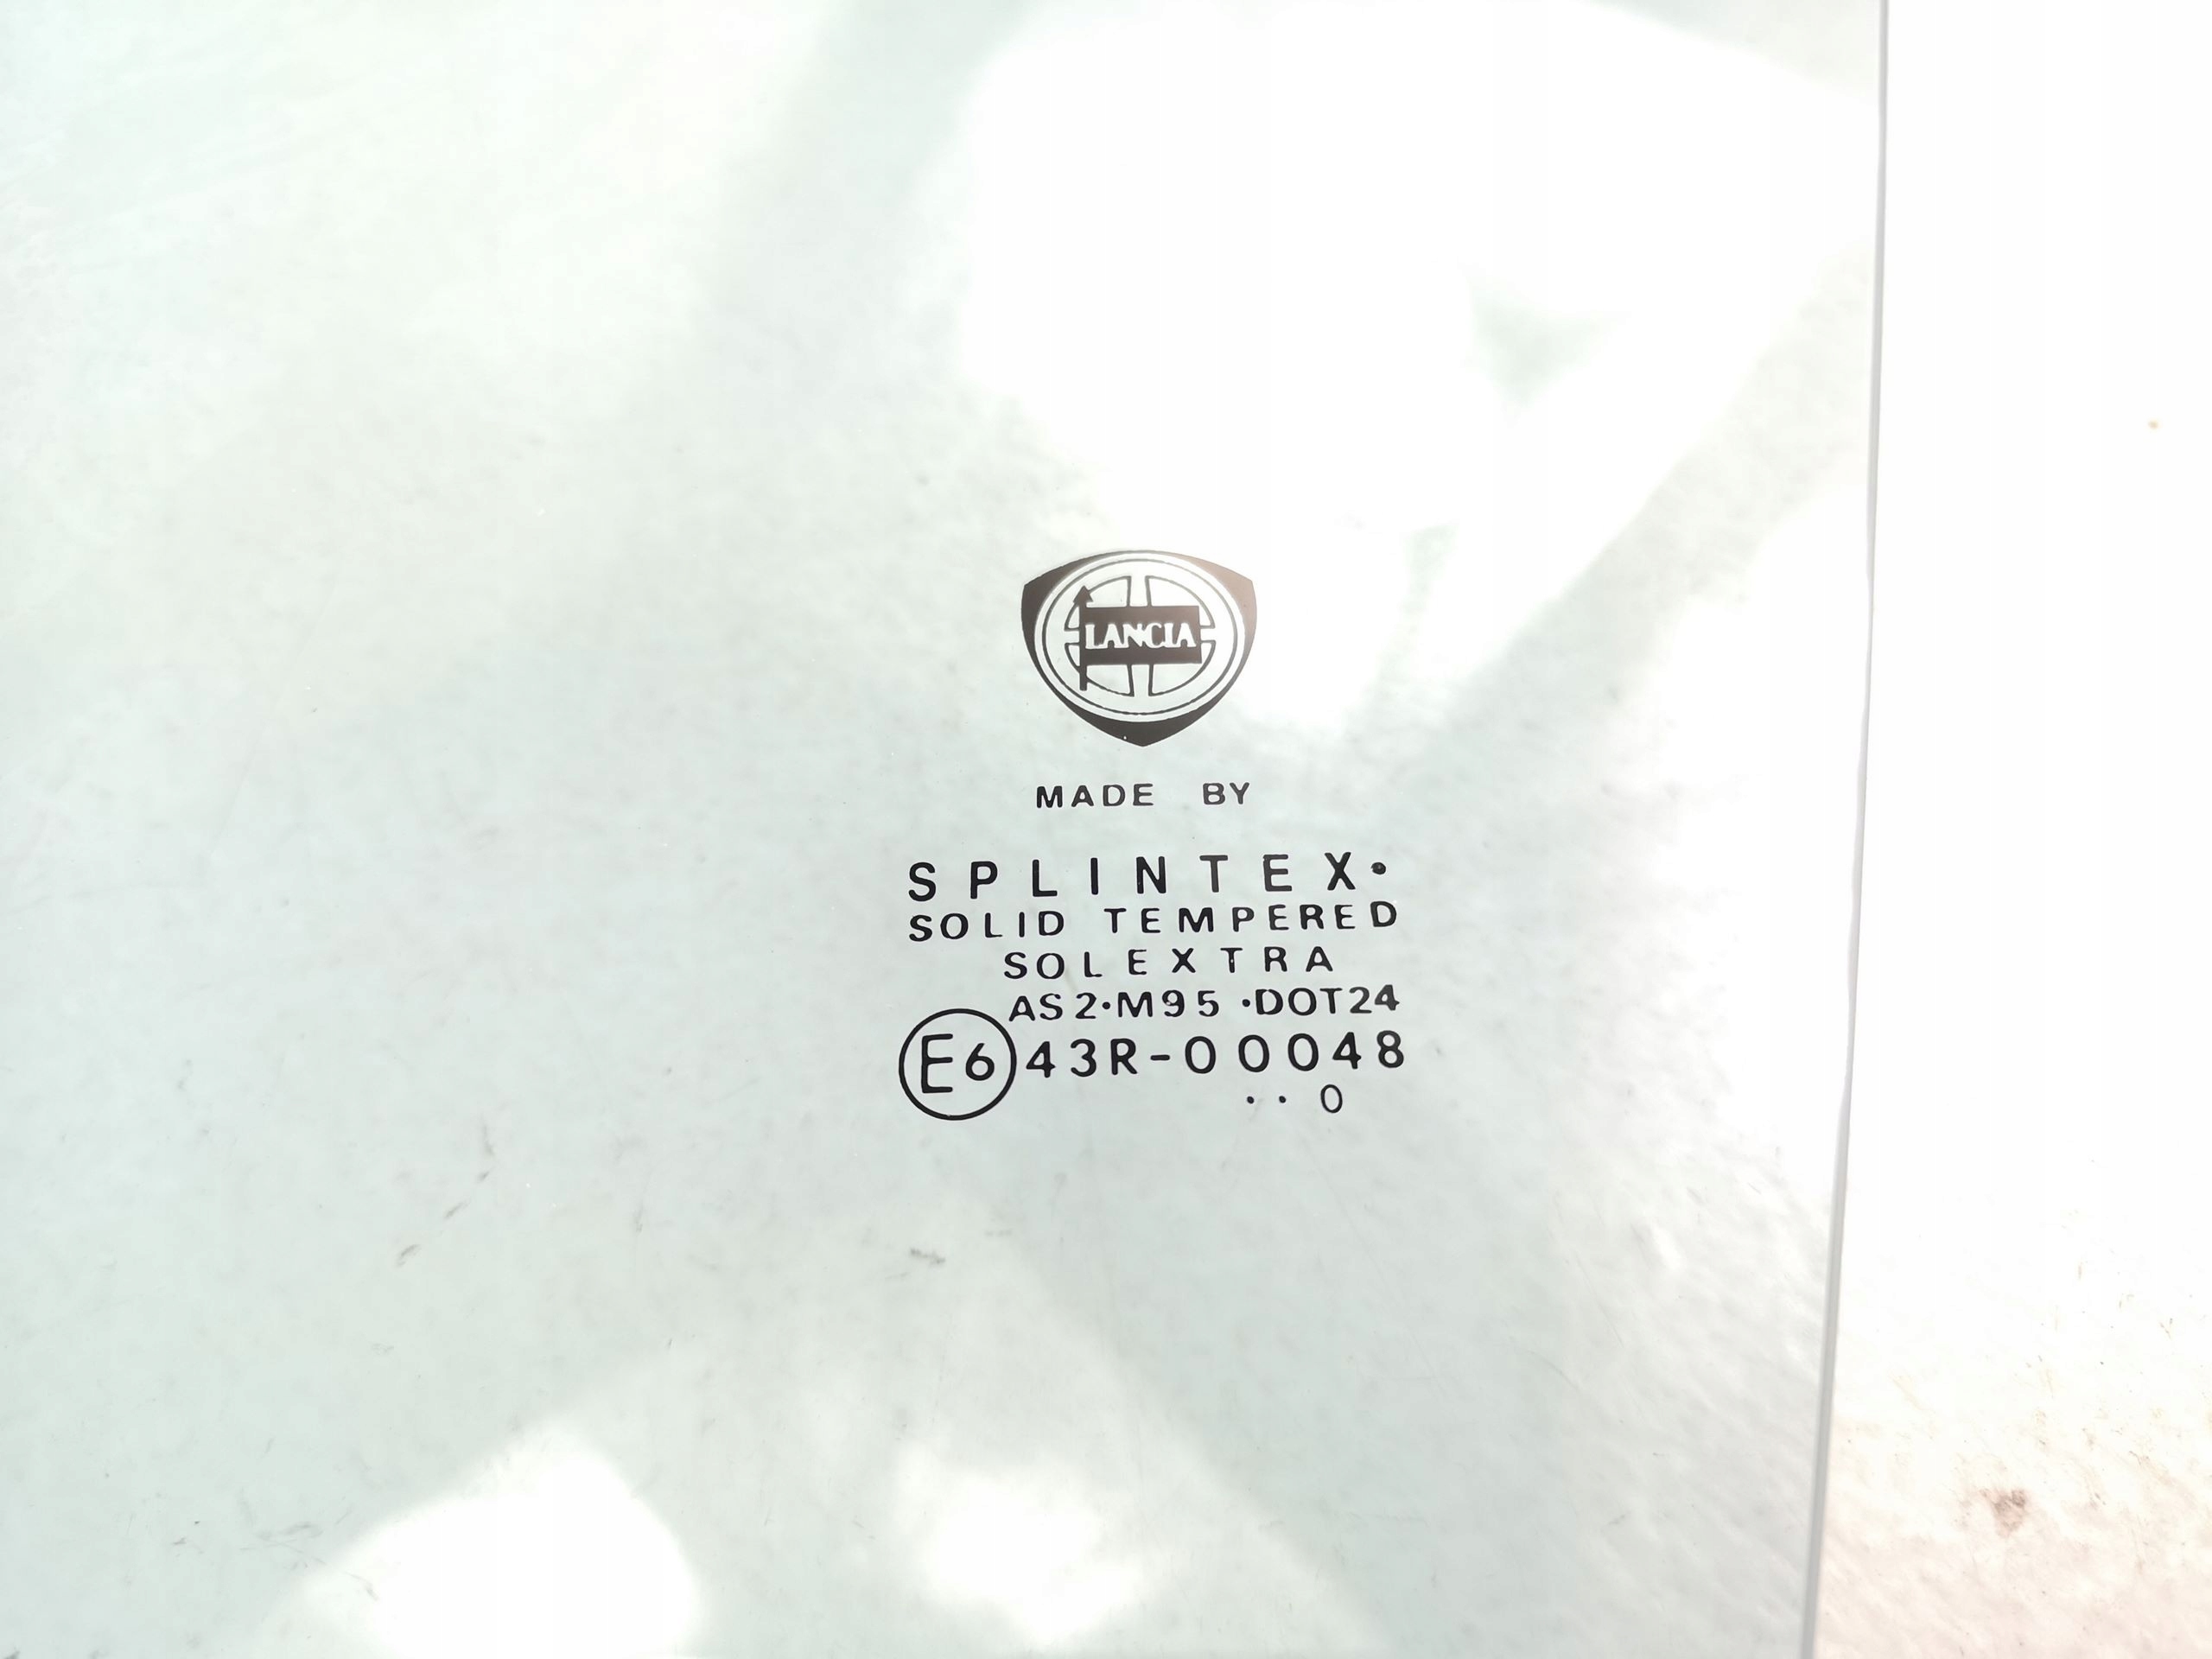 LANCIA
MADE BY
SPLINTEX•
SOLID TEMPERED
SOLEXTRA
AS2•M95 •DOT24
E6 43R-00048
• • 0